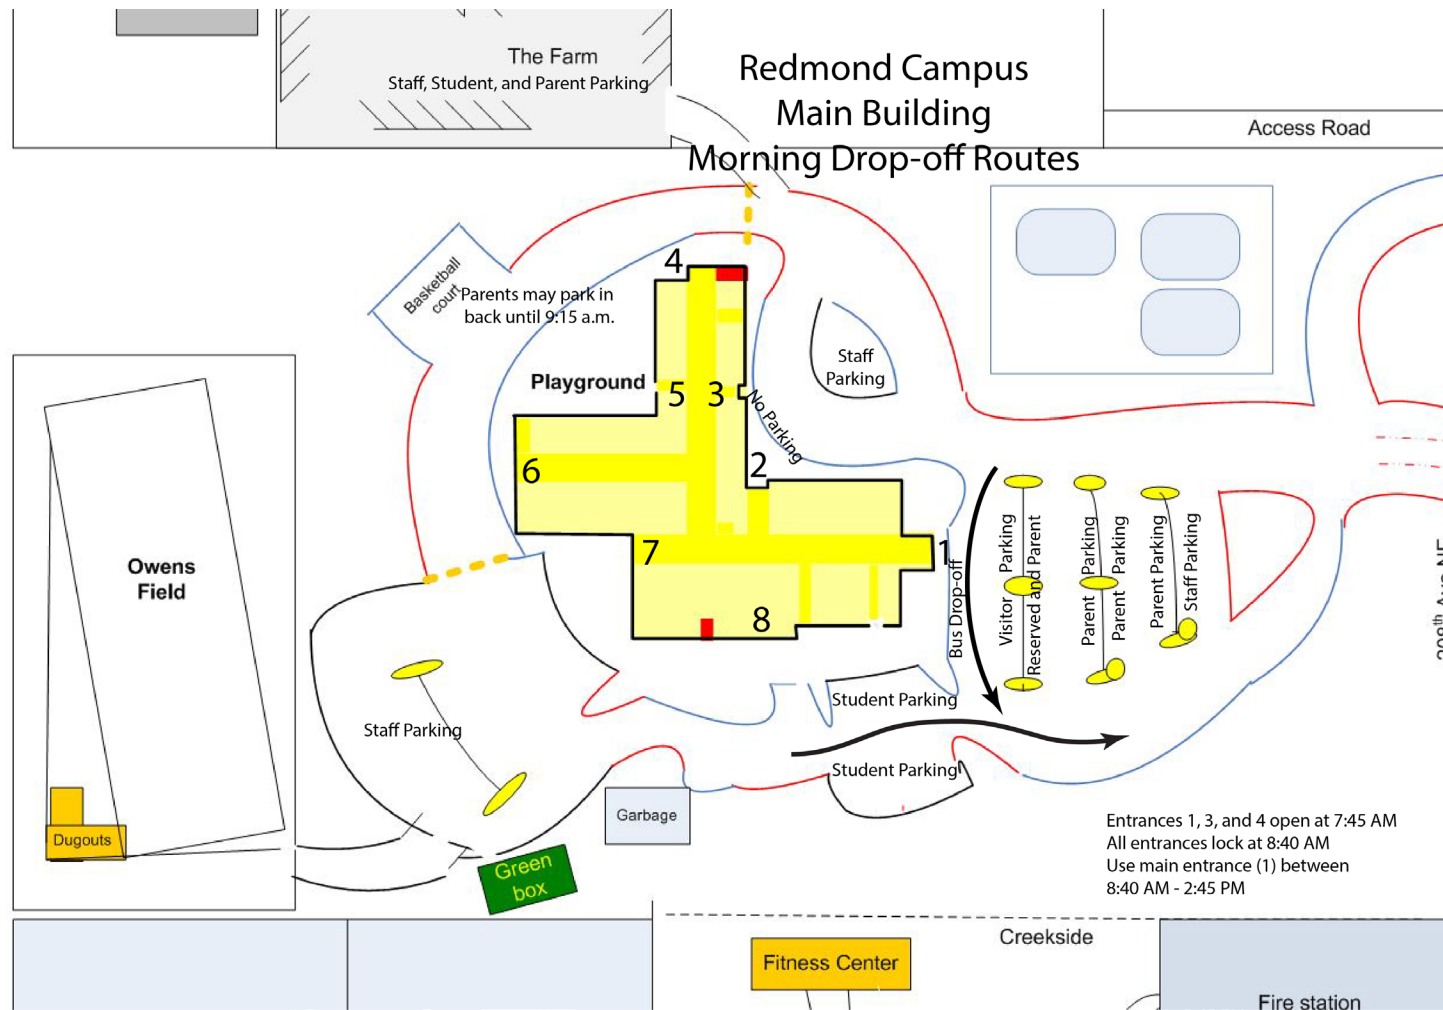 The Farm
Staff, Student, and Parent Parking
Redmond Campus
Main Building
Morning Drop-off Routes
Access Road
Basketball
court
Parents may park in
back until 9:15 a.m.
4
Staff
Parking
Playground
5
3
No Parking
6
2
7
1
8
Bus Drop-off
Visitor Parking
Reserved and Parent
Parent Parking
Parent Parking
Parent Parking
Staff Parking
Owens
Field
Staff Parking
Student Parking
Student Parking
Garbage
Dugouts
Green
box
Entrances 1, 3, and 4 open at 7:45 AM
All entrances lock at 8:40 AM
Use main entrance (1) between
8:40 AM - 2:45 PM
Creekside
Fitness Center
Fire station